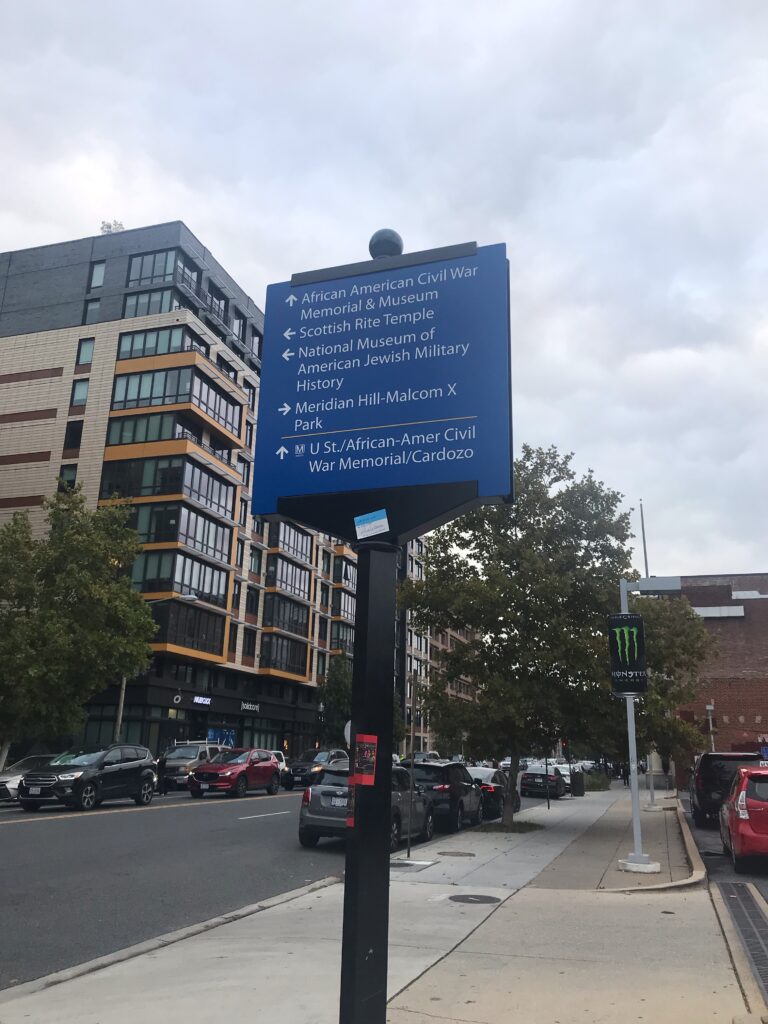 ↑ African American Civil War
Memorial & Museum
← Scottish Rite Temple
← National Museum of
American Jewish Military
History
→ Meridian Hill-Malcom X
Park
↑ M U St./African-Amer Civil
War Memorial/Cardozo
MONSTER
ENERGY